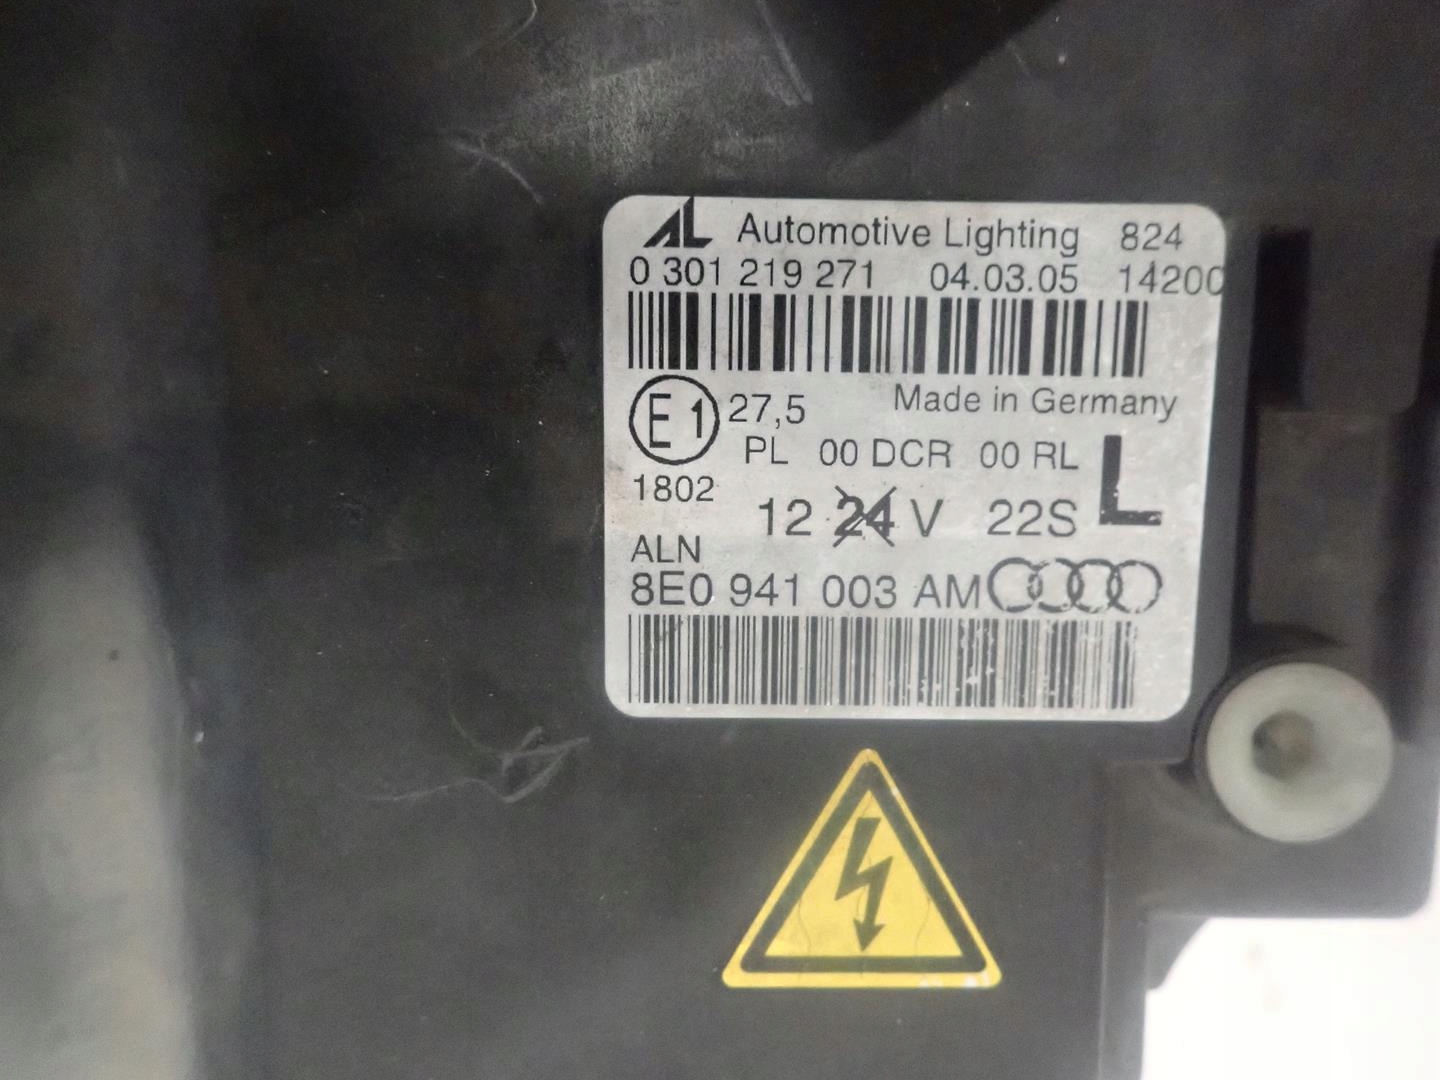 AL Automotive Lighting 824
0 301 219 271 04.03.05 14200
E1 27,5 Made in Germany
PL 00 DCR 00 RL L
1802
12 24 V 22S
ALN
8E0 941 003 AM